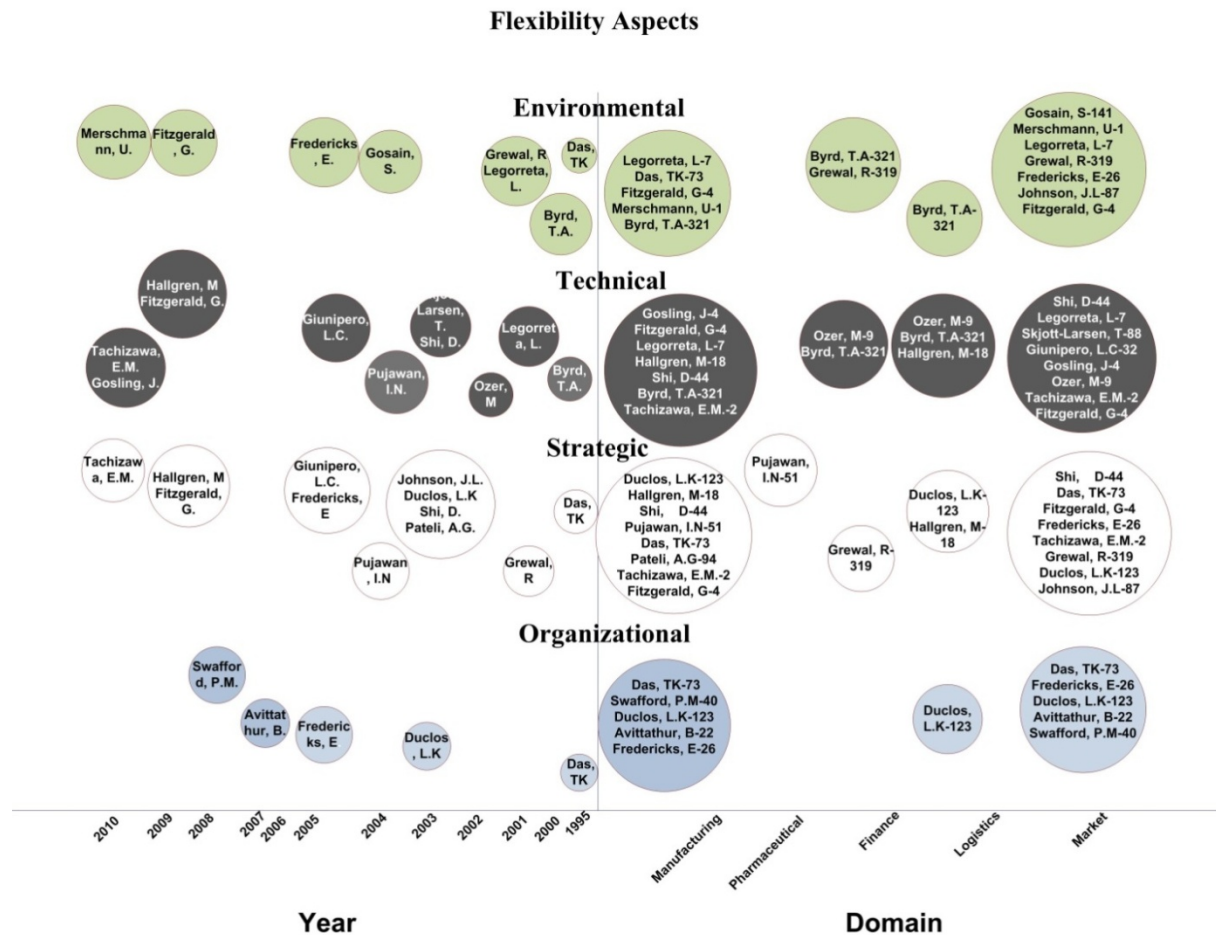 Flexibility Aspects
Environmental
Merschma
nn, U.
Fitzgerald
, G.
Fredericks
, E.
Gosain,
S.
Grewal, R
Legorreta,
L.
Das,
TK
Byrd,
T.A.
Legorreta, L-7
Das, TK-73
Fitzgerald, G-4
Merschmann, U-1
Byrd, T.A-321
Byrd, T.A-321
Grewal, R-319
Byrd, T.A-
321
Gosain, S-141
Merschmann, U-1
Legorreta, L-7
Grewal, R-319
Fredericks, E-26
Johnson, J.L-87
Fitzgerald, G-4
Technical
Tachizawa,
E.M.
Gosling, J.
Hallgren, M
Fitzgerald, G.
Giunipero,
L.C.
Pujawan,
I.N.
Larsen,
T.
Shi, D.
Ozer,
M
Legorret
a, L.
Byrd,
T.A.
Gosling, J-4
Fitzgerald, G-4
Legorreta, L-7
Hallgren, M-18
Shi, D-44
Byrd, T.A-321
Tachizawa, E.M.-2
Ozer, M-9
Byrd, T.A-321
Ozer, M-9
Byrd, T.A-321
Hallgren, M-18
Shi, D-44
Legorreta, L-7
Skjott-Larsen, T-88
Giunipero, L.C-32
Gosling, J-4
Ozer, M-9
Tachizawa, E.M.-2
Fitzgerald, G-4
Strategic
Tachizaw
a, E.M.
Hallgren, M
Fitzgerald,
G.
Giunipero,
L.C.
Fredericks,
E
Pujawan
, I.N
Johnson, J.L.
Duclos, L.K
Shi, D.
Pateli, A.G.
Grewal,
R
Das,
TK
Duclos, L.K-123
Hallgren, M-18
Shi, D-44
Pujawan, I.N-51
Das, TK-73
Pateli, A.G-94
Tachizawa, E.M.-2
Fitzgerald, G-4
Pujawan,
I.N-51
Grewal, R-
319
Duclos, L.K-
123
Hallgren, M-
18
Shi, D-44
Das, TK-73
Fitzgerald, G-4
Fredericks, E-26
Tachizawa, E.M.-2
Grewal, R-319
Duclos, L.K-123
Johnson, J.L-87
Organizational
Swaffor
d, P.M.
Avittat
hur, B.
Frederic
ks, E
Duclos
, L.K
Das,
TK
Das, TK-73
Swafford, P.M-40
Duclos, L.K-123
Avittathur, B-22
Fredericks, E-26
Duclos,
L.K-123
Das, TK-73
Fredericks, E-26
Duclos, L.K-123
Avittathur, B-22
Swafford, P.M-40
2010
2009
2008
2007
2006
2005
2004
2003
2002
2001
2000
1995
Manufacturing
Pharmaceutical
Finance
Logistics
Market
Year
Domain